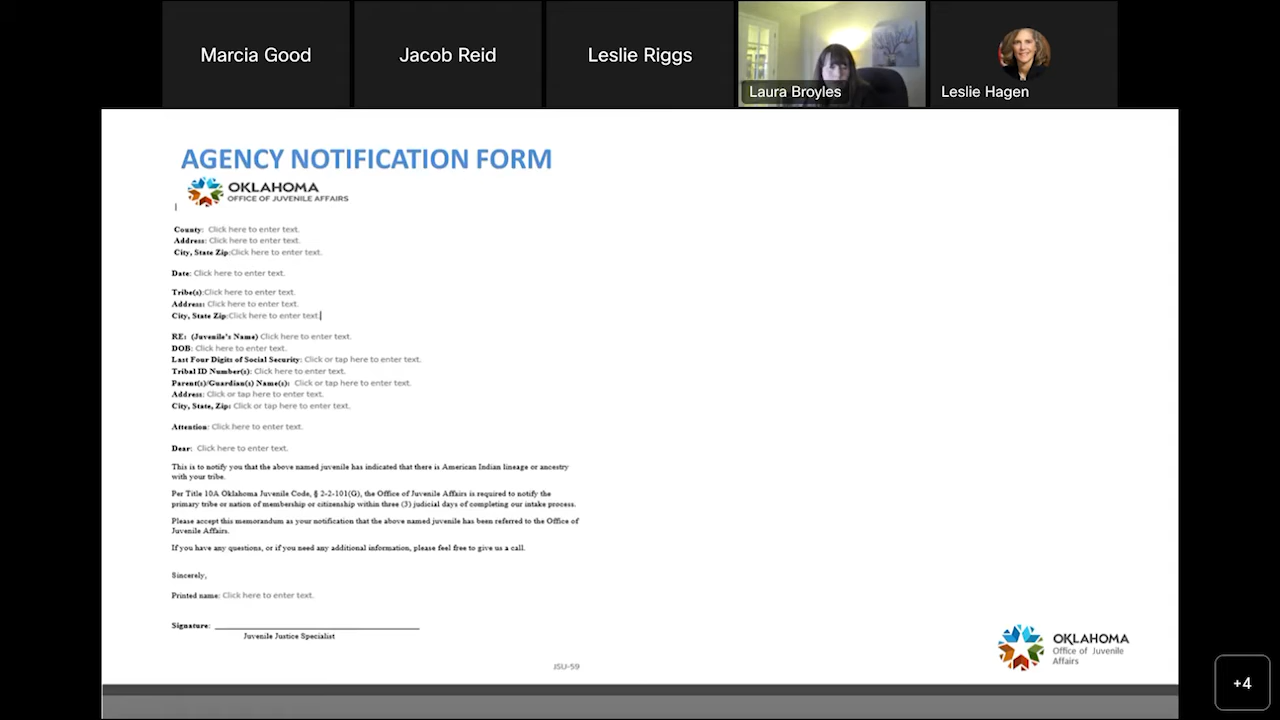 Marcia Good
Jacob Reid
Leslie Riggs
Laura Broyles
Leslie Hagen
AGENCY NOTIFICATION FORM
OKLAHOMA
OFFICE OF JUVENILE AFFAIRS
County: Click here to enter text.
Address: Click here to enter text.
City, State Zip:Click here to enter text.
Date: Click here to enter text.
Tribe(s):Click here to enter text.
Address: Click here to enter text.
City, State Zip:Click here to enter text.
RE: (Juvenile's Name) Click here to enter text.
DOB: Click here to enter text.
Last Four Digits of Social Security: Click or tap here to enter text.
Tribal ID Number(s): Click here to enter text.
Parent(s)/Guardian(s) Name(s): Click or tap here to enter text.
Address: Click or tap here to enter text.
City, State, Zip: Click or tap here to enter text.
Attention: Click here to enter text.
Dear: Click here to enter text.
This is to notify you that the above named juvenile has indicated that there is American Indian lineage or ancestry
with your tribe.
Per Title 10A Oklahoma Juvenile Code, § 2-2-101(G), the Office of Juvenile Affairs is required to notify the
primary tribe or nation of membership or citizenship within three (3) judicial days of completing our intake process.
Please accept this memorandum as your notification that the above named juvenile has been referred to the Office of
Juvenile Affairs.
If you have any questions, or if you need any additional information, please feel free to give us a call.
Sincerely,
Printed name: Click here to enter text.
Signature:
Juvenile Justice Specialist
JSU-59
OKLAHOMA
Office of Juvenile
Affairs
+4